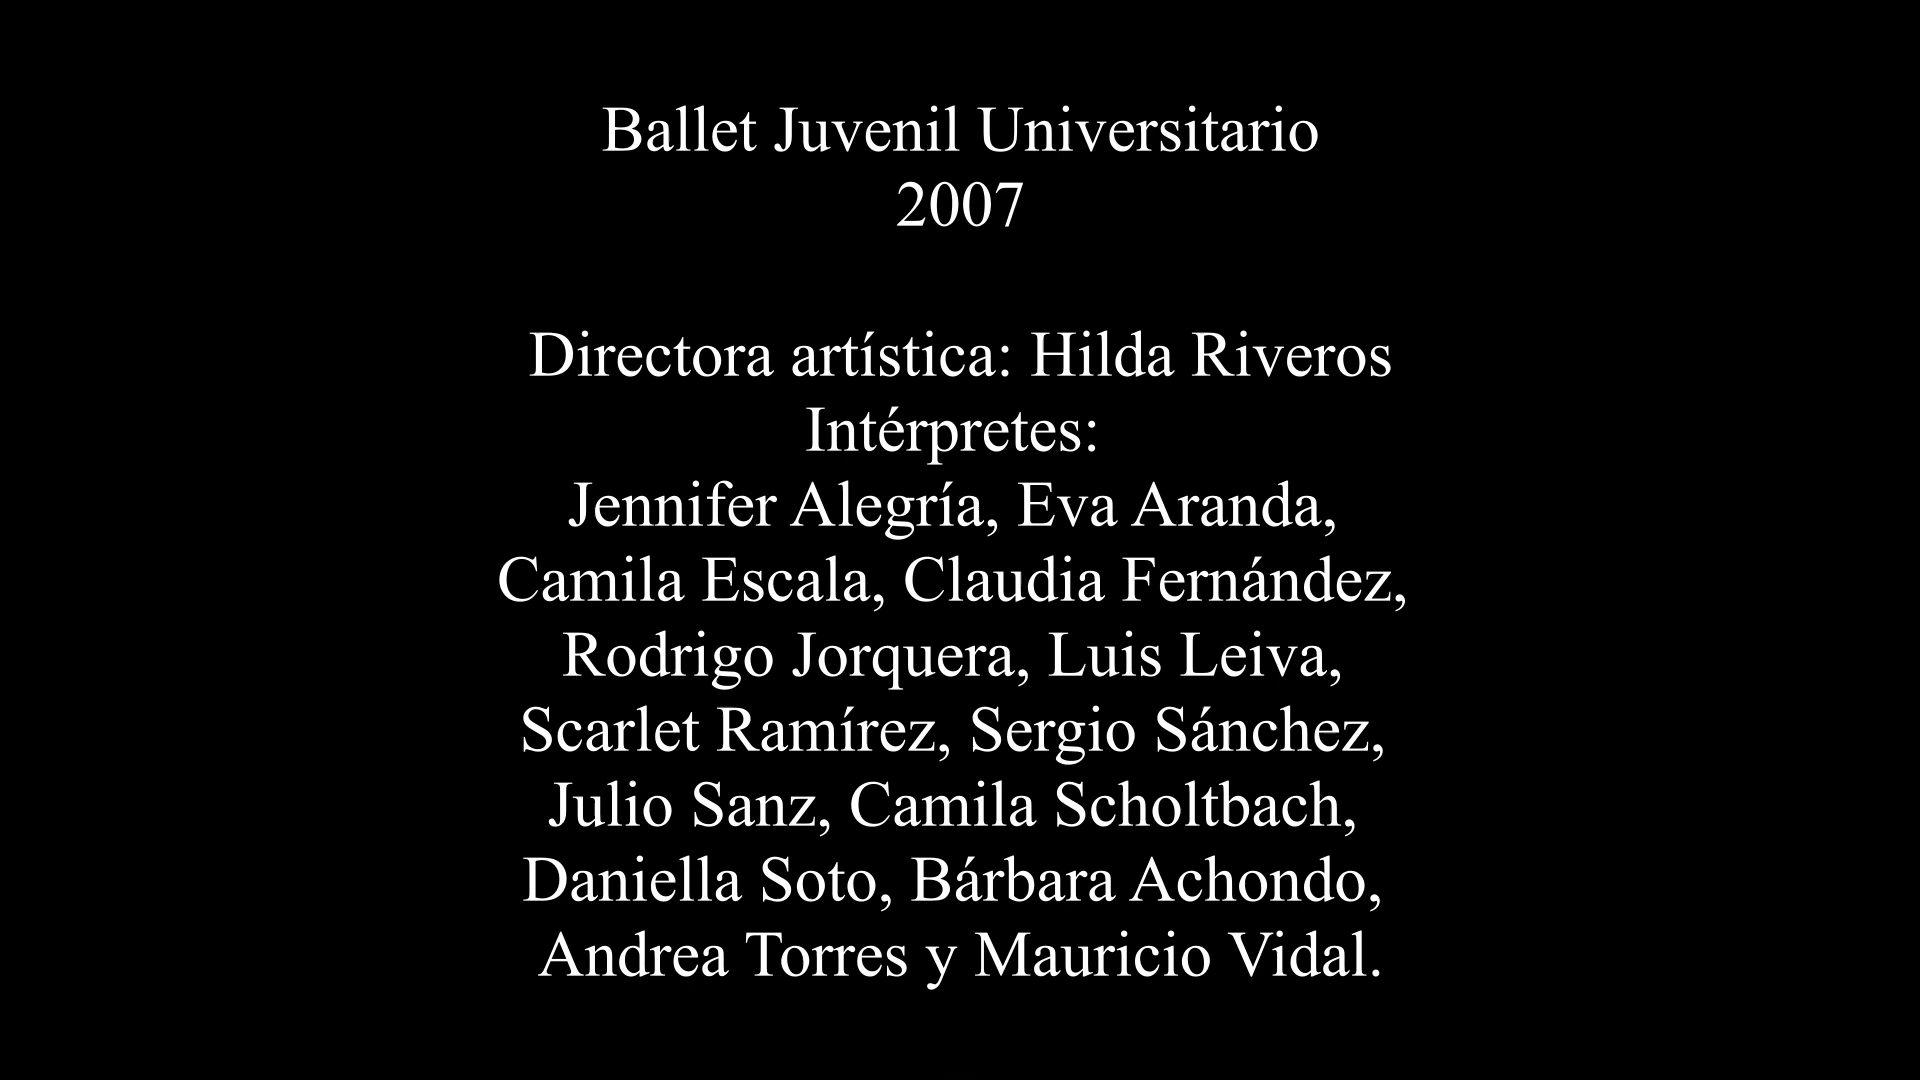 Ballet Juvenil Universitario
2007
Directora artística: Hilda Riveros
Intérpretes:
Jennifer Alegría, Eva Aranda,
Camila Escala, Claudia Fernández,
Rodrigo Jorquera, Luis Leiva,
Scarlet Ramírez, Sergio Sánchez,
Julio Sanz, Camila Scholtbach,
Daniella Soto, Bárbara Achondo,
Andrea Torres y Mauricio Vidal.